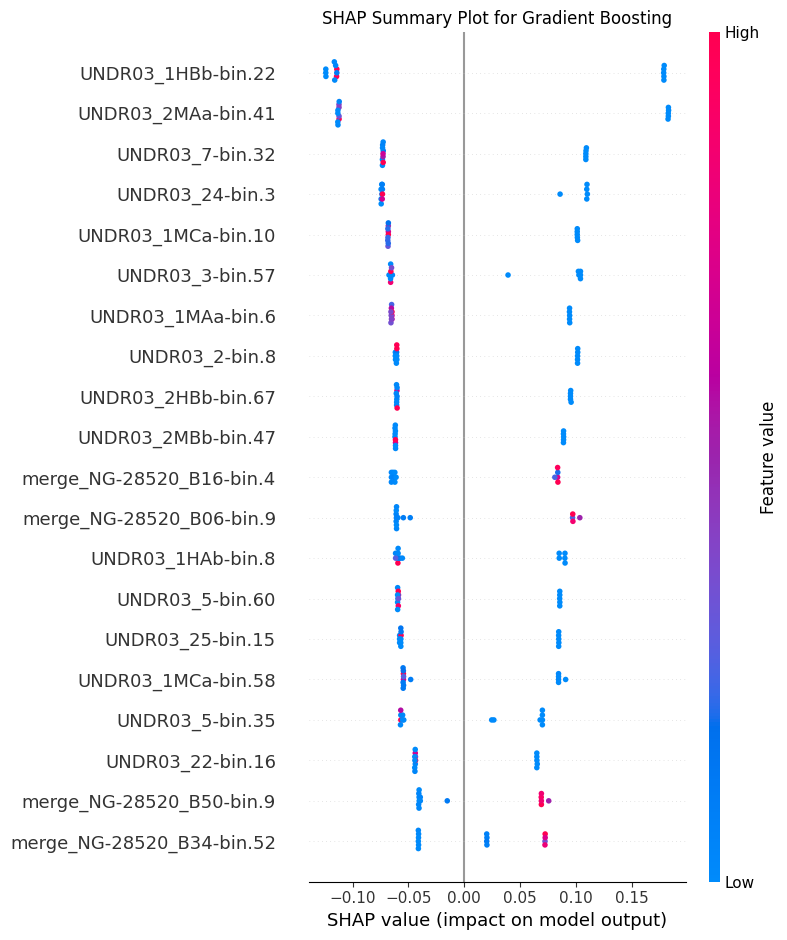 SHAP Summary Plot for Gradient Boosting
High
UNDR03_1HBb-bin.22
UNDR03_2MAa-bin.41
UNDR03_7-bin.32
UNDR03_24-bin.3
UNDR03_1MCa-bin.10
UNDR03_3-bin.57
UNDR03_1MAa-bin.6
UNDR03_2-bin.8
UNDR03_2HBb-bin.67
UNDR03_2MBb-bin.47
merge_NG-28520_B16-bin.4
merge_NG-28520_B06-bin.9
UNDR03_1HAb-bin.8
UNDR03_5-bin.60
UNDR03_25-bin.15
UNDR03_1MCa-bin.58
UNDR03_5-bin.35
UNDR03_22-bin.16
merge_NG-28520_B50-bin.9
merge_NG-28520_B34-bin.52
Feature value
Low
−0.10 −0.05 0.00 0.05 0.10 0.15
SHAP value (impact on model output)